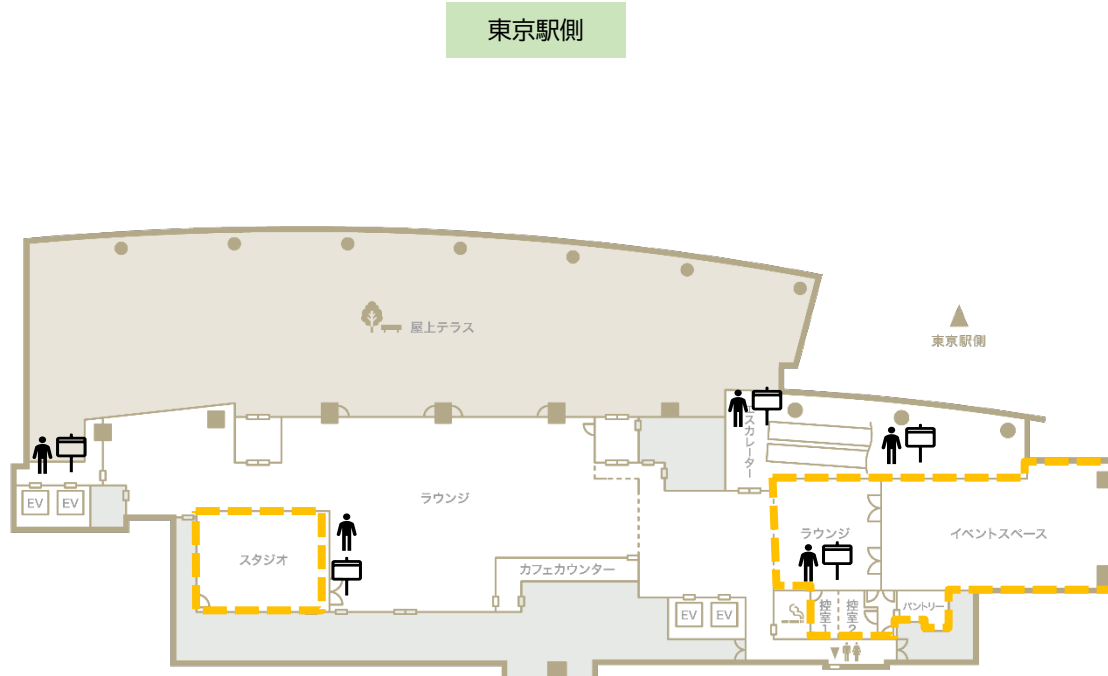 東京駅側
屋上テラス
東京駅側
エスカレーター
EV
EV
ラウンジ
ラウンジ
イベントスペース
スタジオ
カフェカウンター
控室1
控室2
パントリー
EV
EV